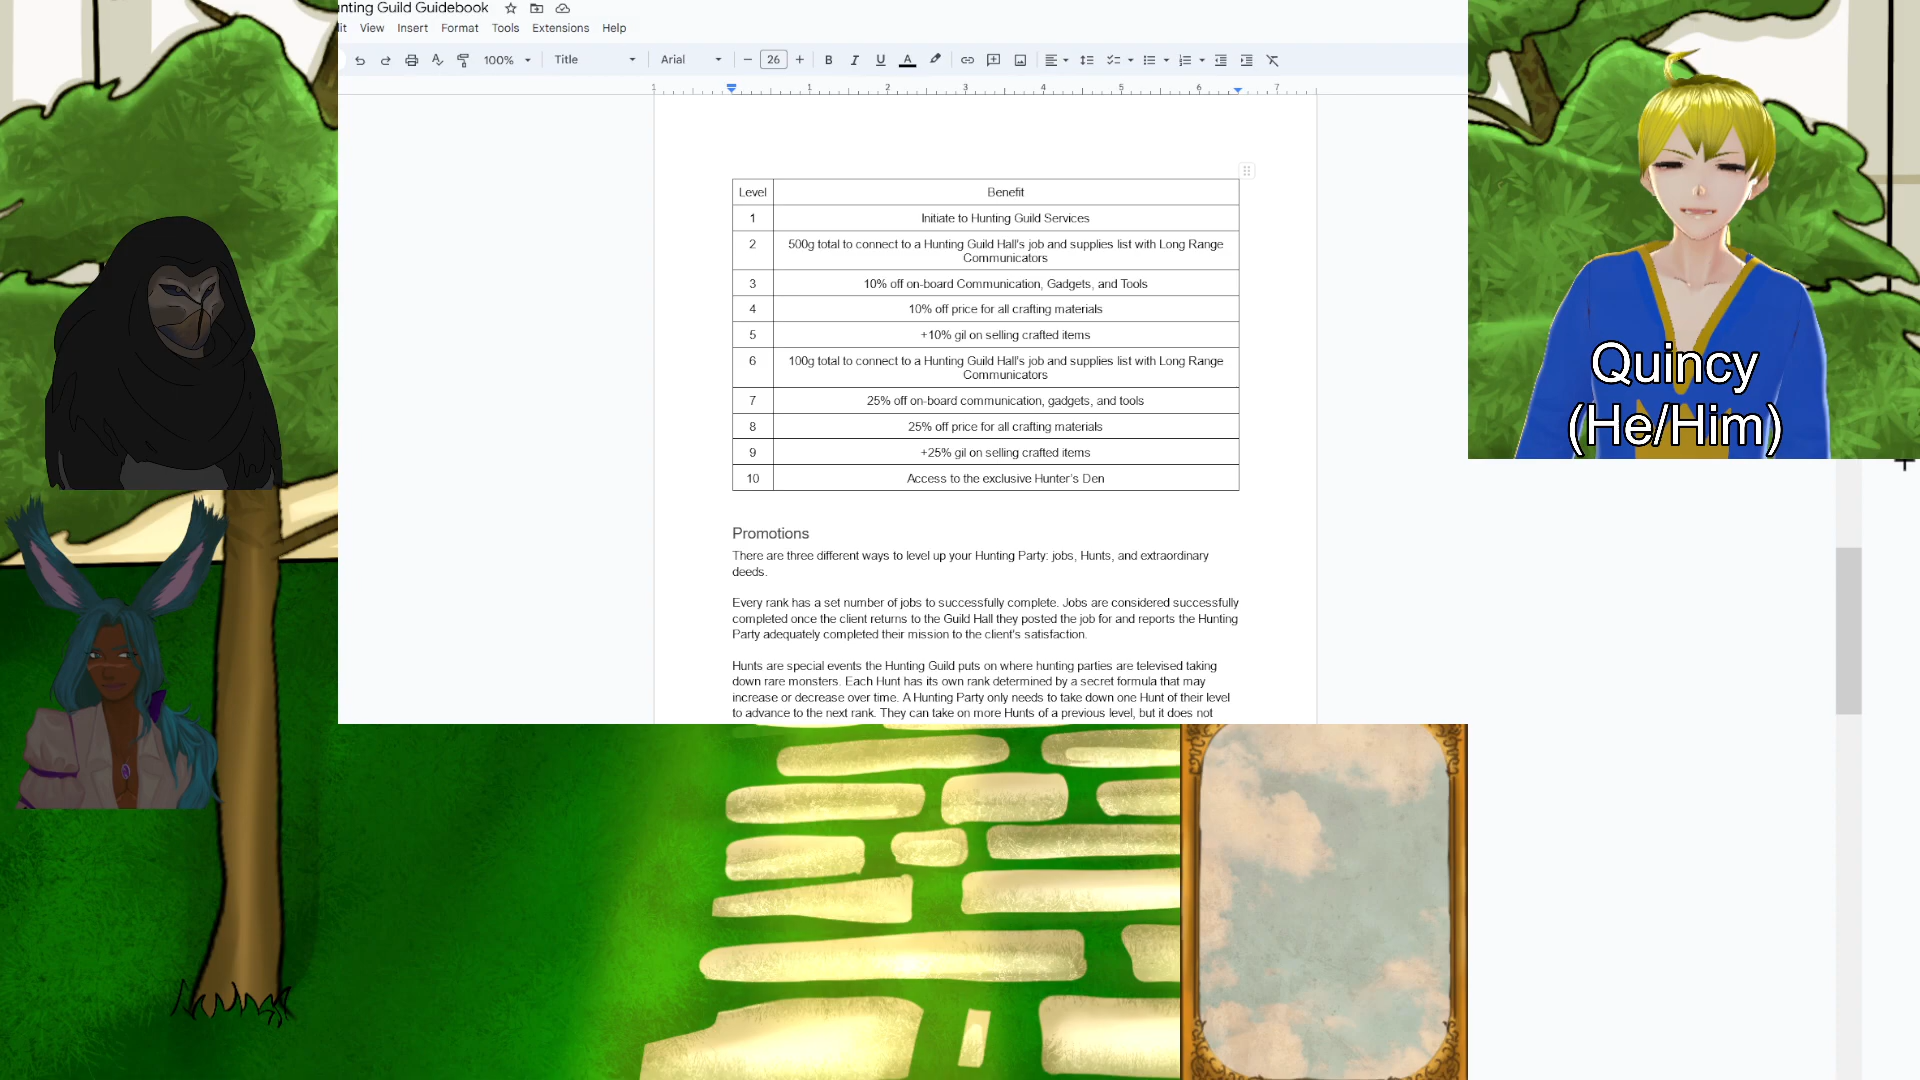 unting Guild Guidebook
it View Insert Format Tools Extensions Help
100% Title Arial 26 B I U A
1 1 2 3 4 5 6 7
Level Benefit
1 Initiate to Hunting Guild Services
2 500g total to connect to a Hunting Guild Hall's job and supplies list with Long Range
Communicators
3 10% off on-board Communication, Gadgets, and Tools
4 10% off price for all crafting materials
5 +10% gil on selling crafted items
6 100g total to connect to a Hunting Guild Hall's job and supplies list with Long Range
Communicators
7 25% off on-board communication, gadgets, and tools
8 25% off price for all crafting materials
9 +25% gil on selling crafted items
10 Access to the exclusive Hunter's Den
Promotions
There are three different ways to level up your Hunting Party: jobs, Hunts, and extraordinary
deeds.
Every rank has a set number of jobs to successfully complete. Jobs are considered successfully
completed once the client returns to the Guild Hall they posted the job for and reports the Hunting
Party adequately completed their mission to the client's satisfaction.
Hunts are special events the Hunting Guild puts on where hunting parties are televised taking
down rare monsters. Each Hunt has its own rank determined by a secret formula that may
increase or decrease over time. A Hunting Party only needs to take down one Hunt of their level
to advance to the next rank. They can take on more Hunts of a previous level, but it does not
Quincy
(He/Him)